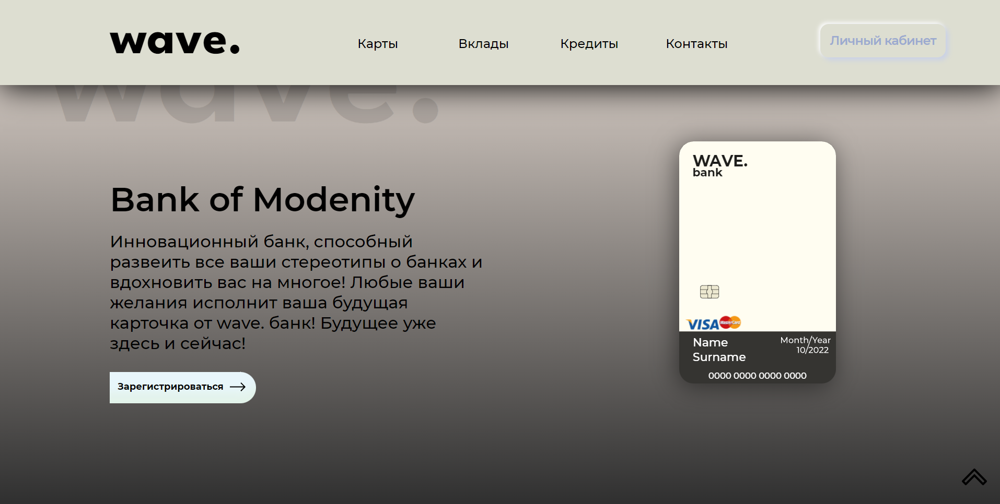 wave.
Карты
Вклады
Кредиты
Контакты
Личный кабинет
wave.
Bank of Modenity
Инновационный банк, способный
развеить все ваши стереотипы о банках и
вдохновить вас на многое! Любые ваши
желания исполнит ваша будущая
карточка от wave. банк! Будущее уже
здесь и сейчас!
Зарегистрироваться
WAVE.
bank
VISA MasterCard
Name
Surname
Month/Year
10/2022
0000 0000 0000 0000